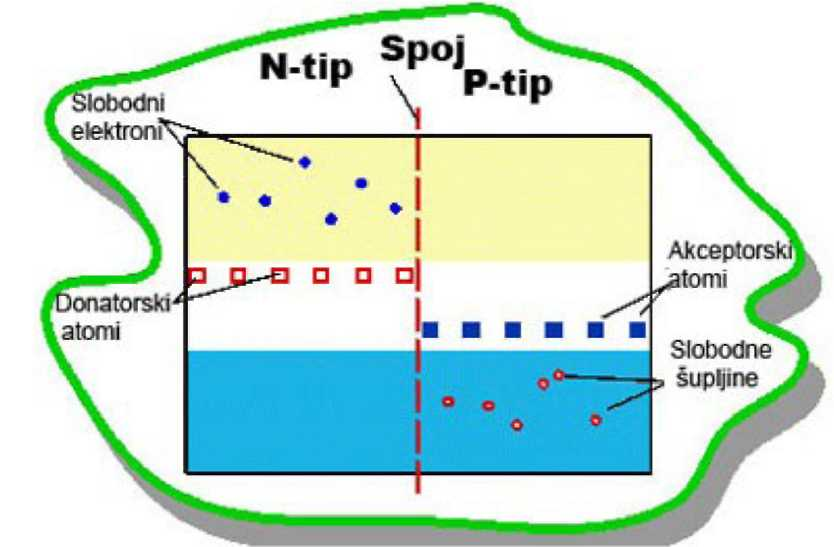 N-tip
Spoj
P-tip
Slobodni
elektroni
Akceptorski
atomi
Donatorski
atomi
Slobodne
šupljine